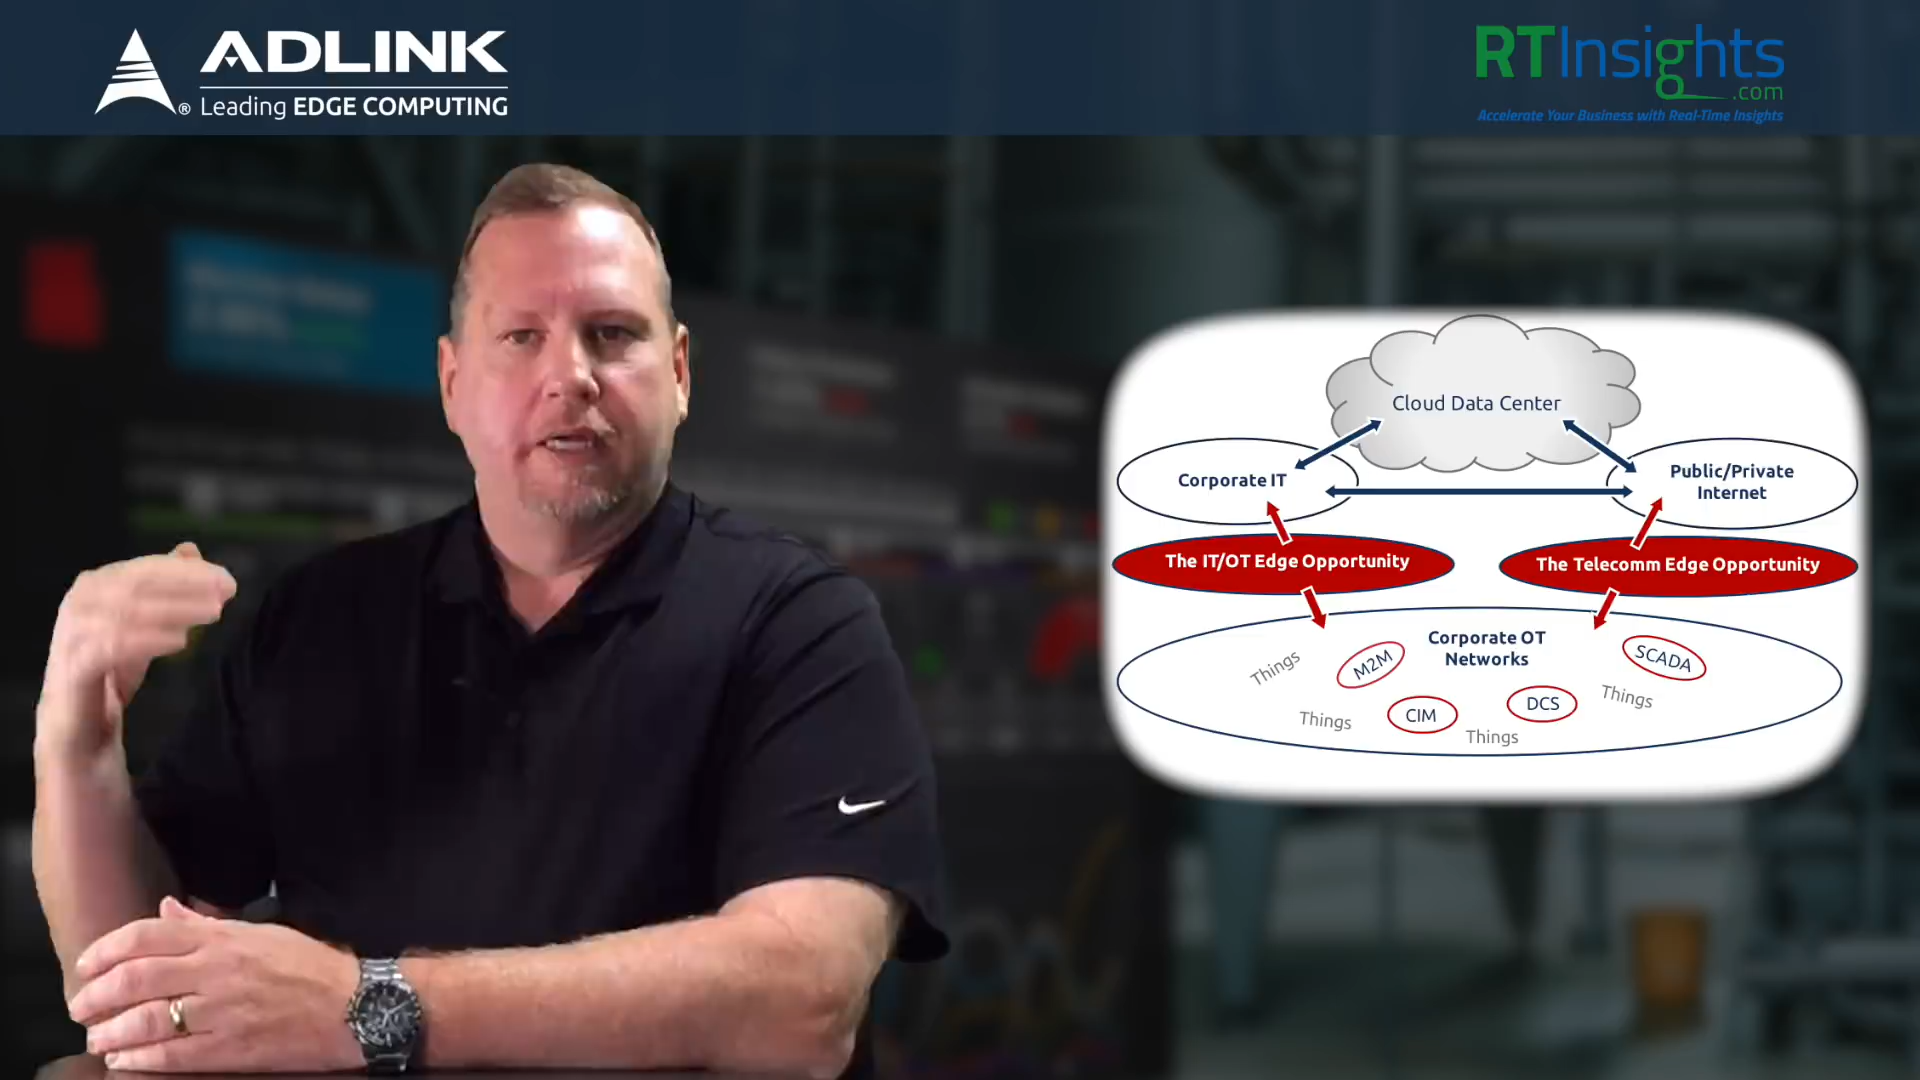 ADLINK
® Leading EDGE COMPUTING
RTInsights
.com
Accelerate Your Business with Real-Time Insights
Cloud Data Center
Corporate IT
Public/Private
Internet
The IT/OT Edge Opportunity
The Telecomm Edge Opportunity
Corporate OT
Networks
Things
M2M
SCADA
Things
CIM
DCS
Things
Things